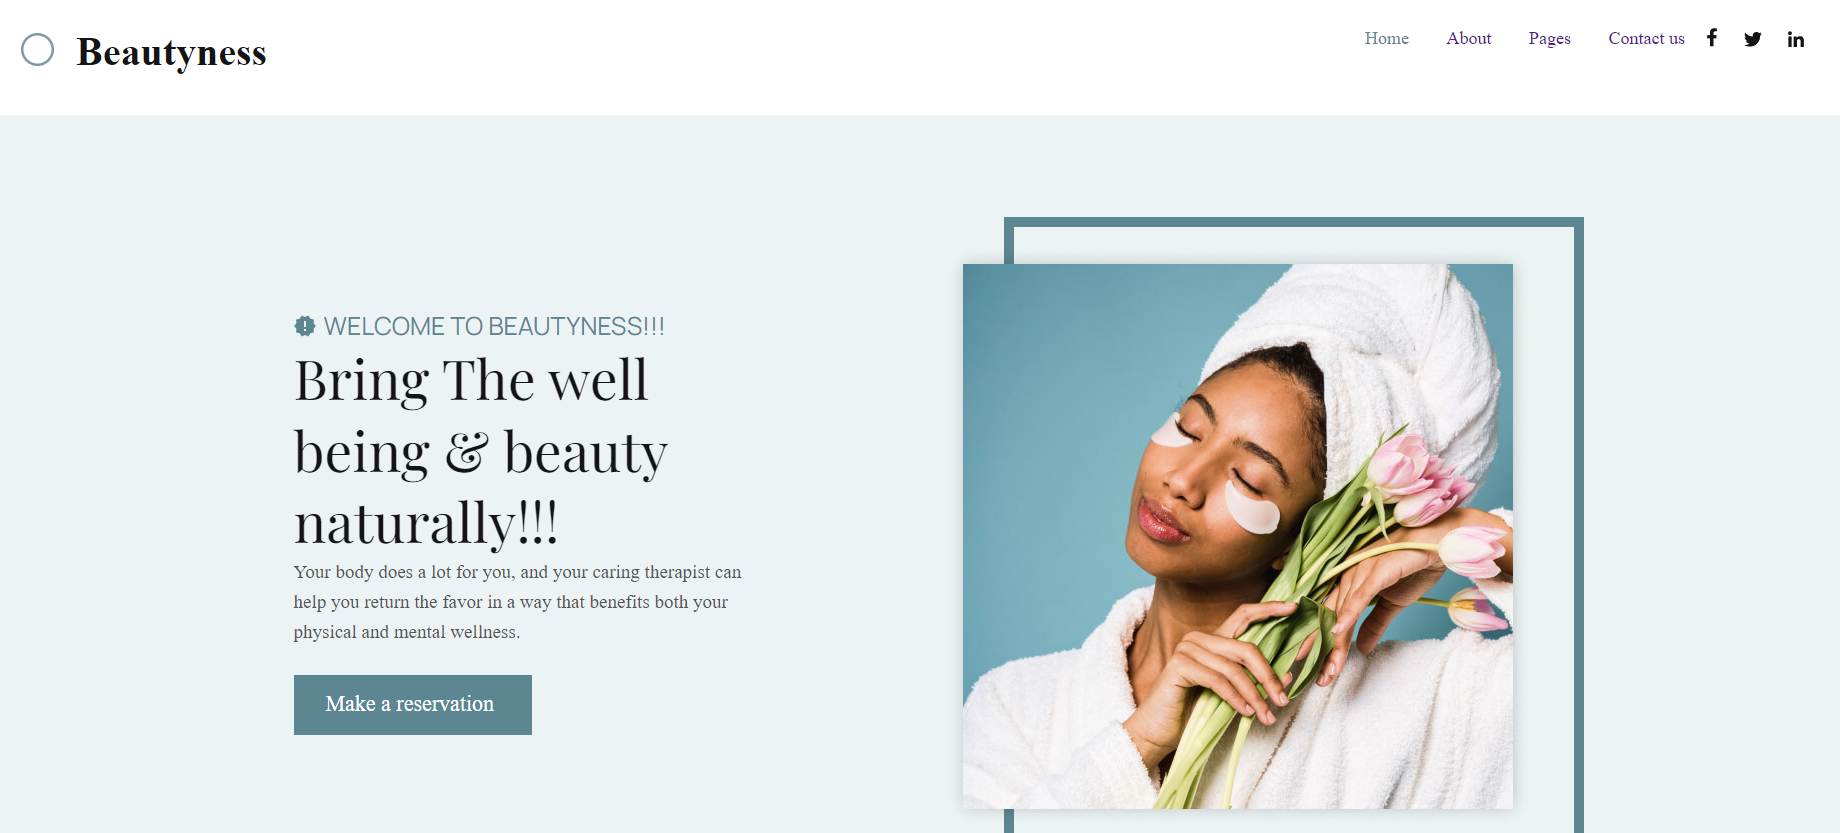 Beautyness
Home About Pages Contact us
WELCOME TO BEAUTYNESS!!!
Bring The well
being & beauty
naturally!!!
Your body does a lot for you, and your caring therapist can
help you return the favor in a way that benefits both your
physical and mental wellness.
Make a reservation